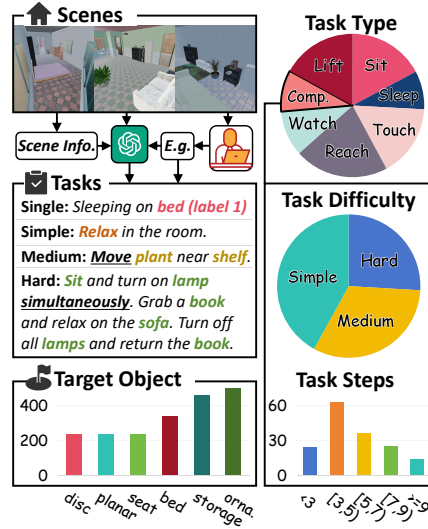 Scenes
Scene Info.
E.g.
Tasks
Single: Sleeping on bed (label 1)
Simple: Relax in the room.
Medium: Move plant near shelf.
Hard: Sit and turn on lamp
simultaneously. Grab a book
and relax on the sofa. Turn off
all lamps and return the book.
Target Object
400
200
0
disc
planar
seat
bed
storage
orna.
Task Type
Lift
Sit
Comp.
Sleep
Watch
Touch
Reach
Task Difficulty
Simple
Hard
Medium
Task Steps
60
30
0
<3
[3,5)
[5,7)
[7,9)
>=9